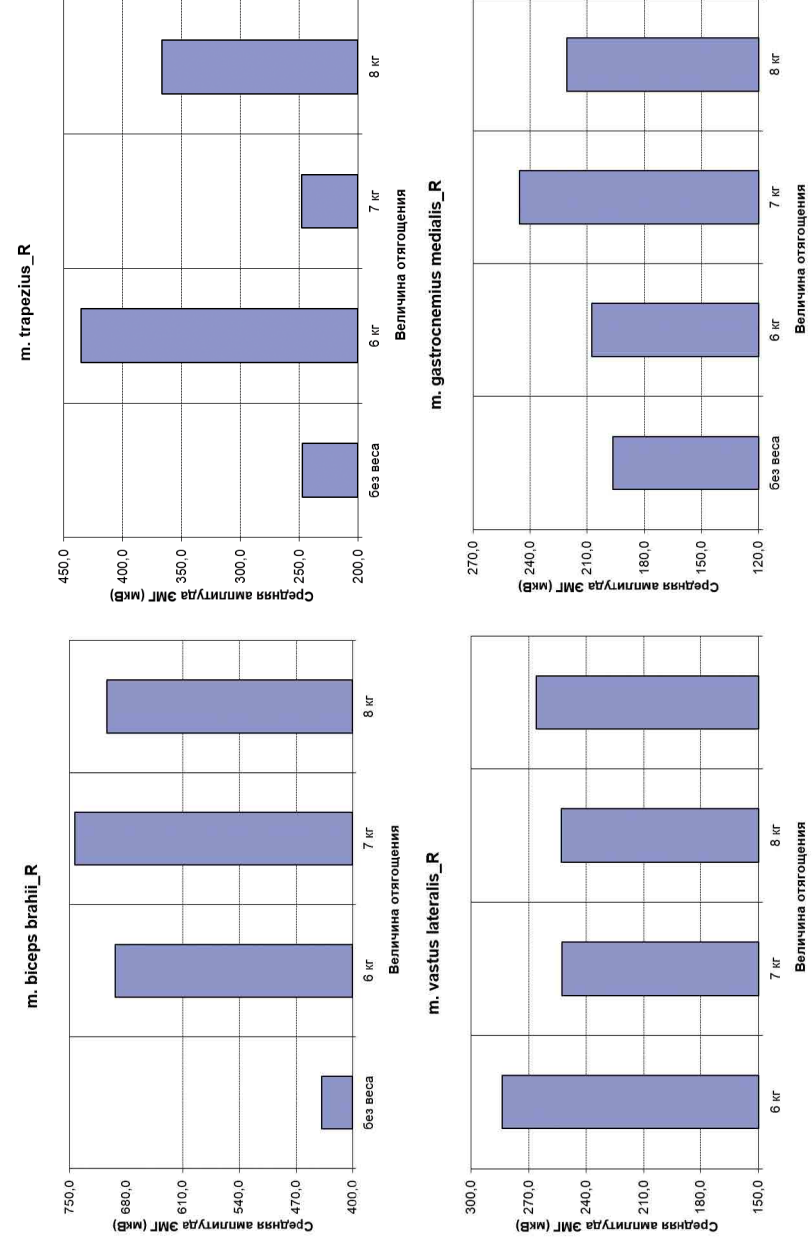 m. biceps brahii_R
Средняя амплитуда ЭМГ (мкВ)
750,0
680,0
610,0
540,0
470,0
400,0
без веса 6 кг 7 кг 8 кг
Величина отягощения
m. trapezius_R
Средняя амплитуда ЭМГ (мкВ)
450,0
400,0
350,0
300,0
250,0
200,0
без веса 6 кг 7 кг 8 кг
Величина отягощения
m. vastus lateralis_R
Средняя амплитуда ЭМГ (мкВ)
300,0
270,0
240,0
210,0
180,0
150,0
6 кг 7 кг 8 кг
Величина отягощения
m. gastrocnemius medialis_R
Средняя амплитуда ЭМГ (мкВ)
270,0
240,0
210,0
180,0
150,0
120,0
без веса 6 кг 7 кг 8 кг
Величина отягощения